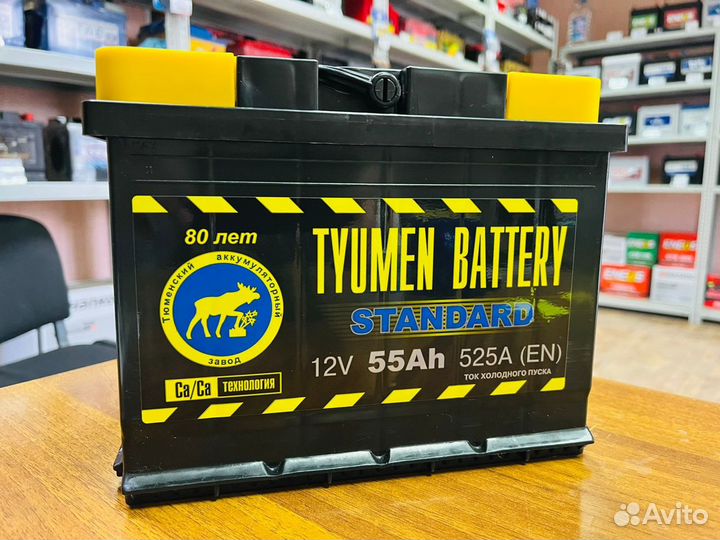 80 лет
Тюменский аккумуляторный
завод
Ca/Ca технология
TYUMEN BATTERY
STANDARD
12V 55Ah 525A (EN)
ТОК ХОЛОДНОГО ПУСКА
Avito